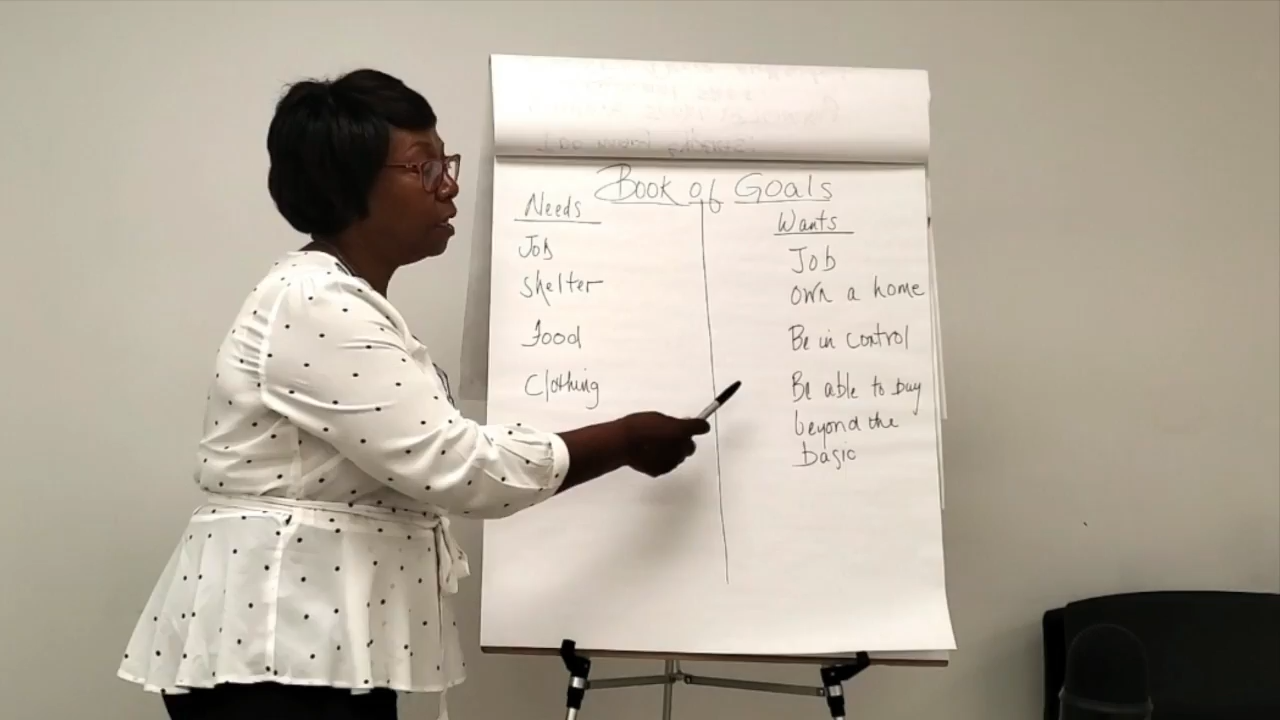 Book of Goals
Needs
Job
Shelter
Food
Clothing
Wants
Job
own a home
Be in control
Be able to buy
beyond the
basic